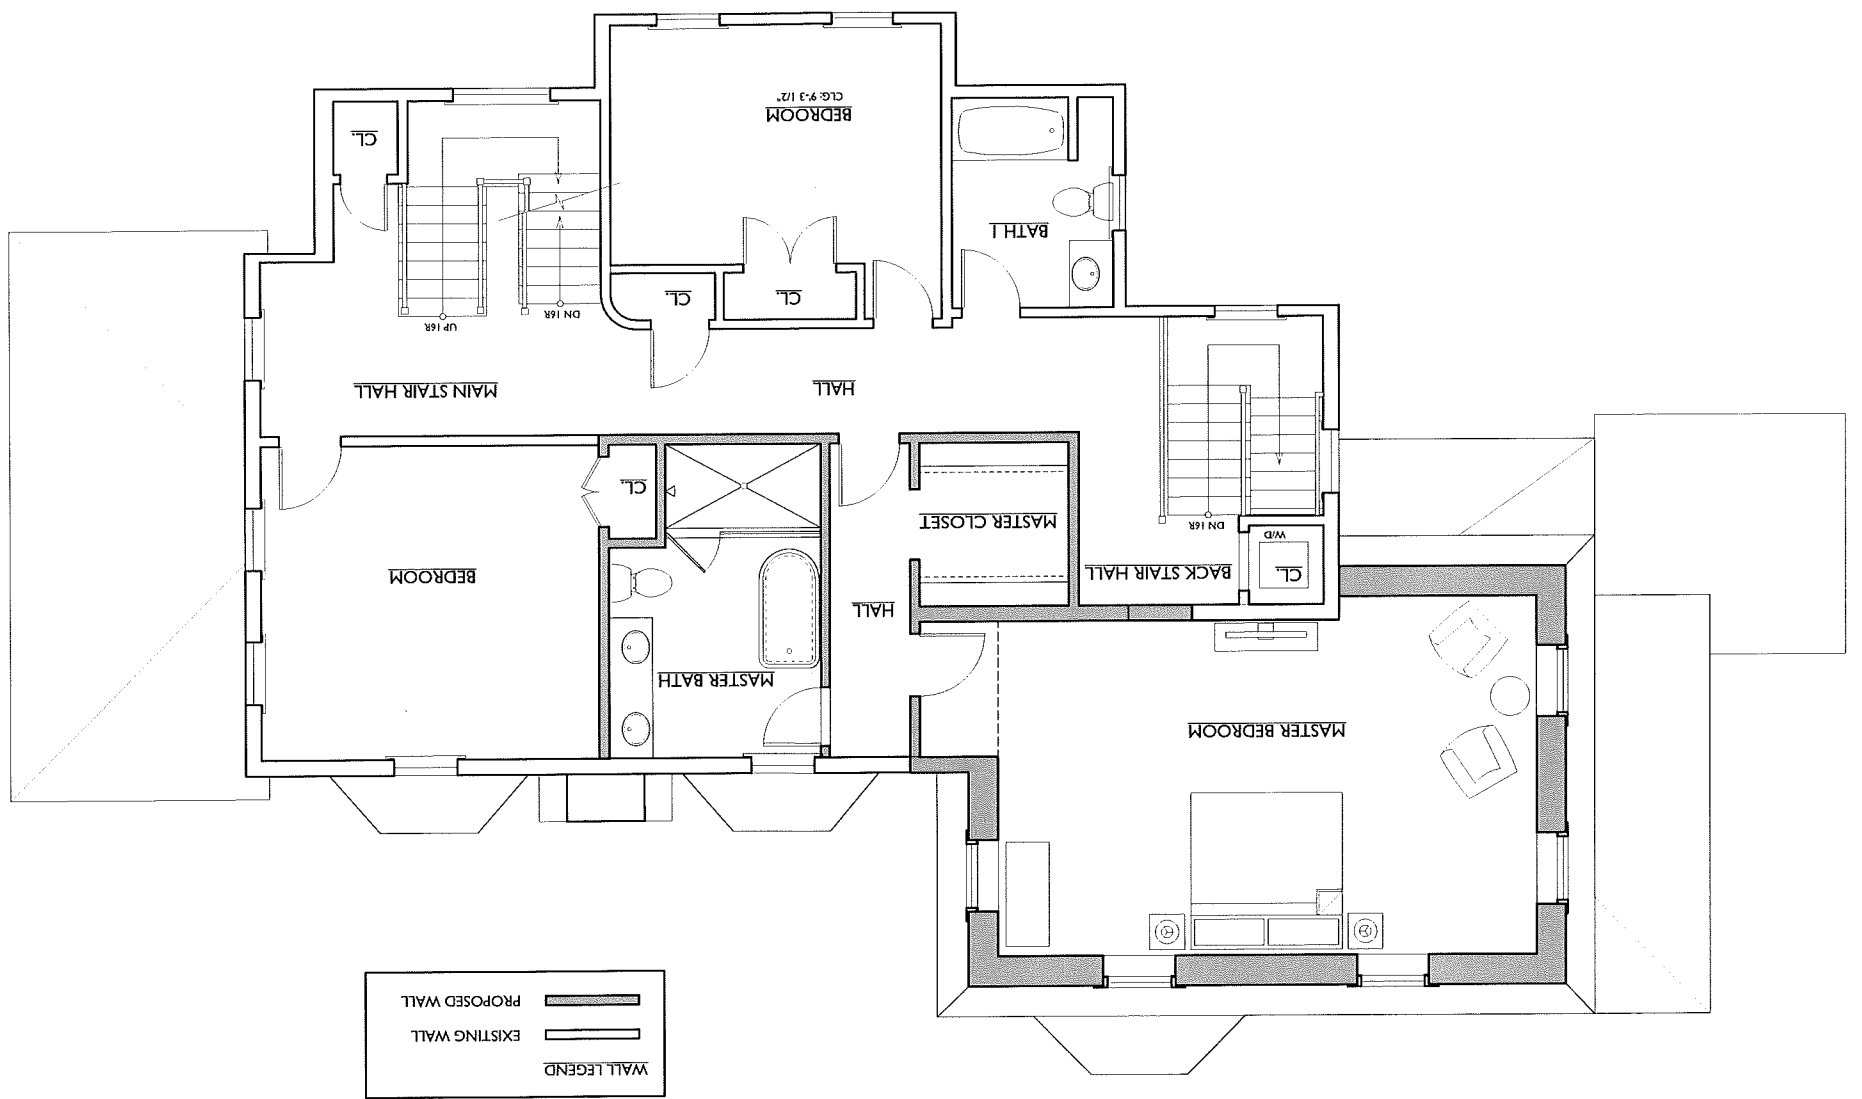 WALL LEGEND
EXISTING WALL
PROPOSED WALL
MASTER BEDROOM
MASTER BATH
HALL
CL.
W/D
BACK STAIR HALL
BEDROOM
DN 16R
MASTER CLOSET
CL.
HALL
MAIN STAIR HALL
DN 16R
UP 16R
CL.
CL.
BATH 1
CL.
BEDROOM
CLG: 9'-3 1/2"